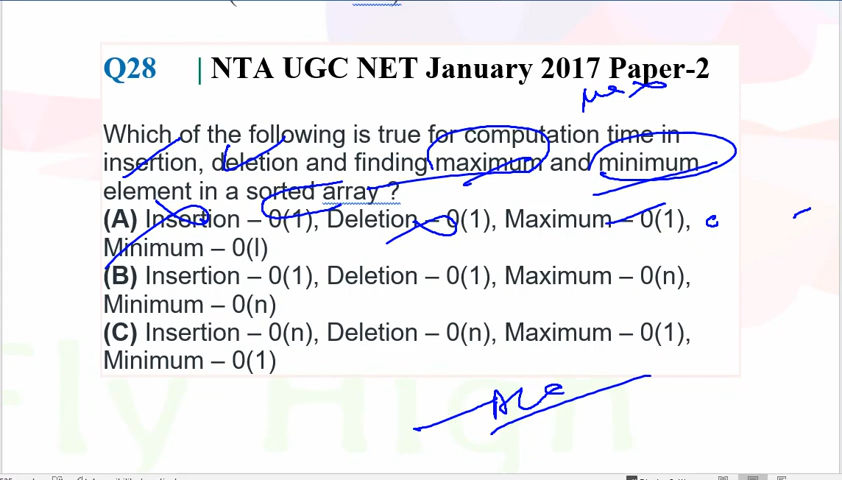 Q28 | NTA UGC NET January 2017 Paper-2
max
Which of the following is true for computation time in
insertion, deletion and finding maximum and minimum
element in a sorted array ?
(A) Insertion – 0(1), Deletion – 0(1), Maximum – 0(1),
Minimum – 0(l)
(B) Insertion – 0(1), Deletion – 0(1), Maximum – 0(n),
Minimum – 0(n)
(C) Insertion – 0(n), Deletion – 0(n), Maximum – 0(1),
Minimum – 0(1)
Fly High